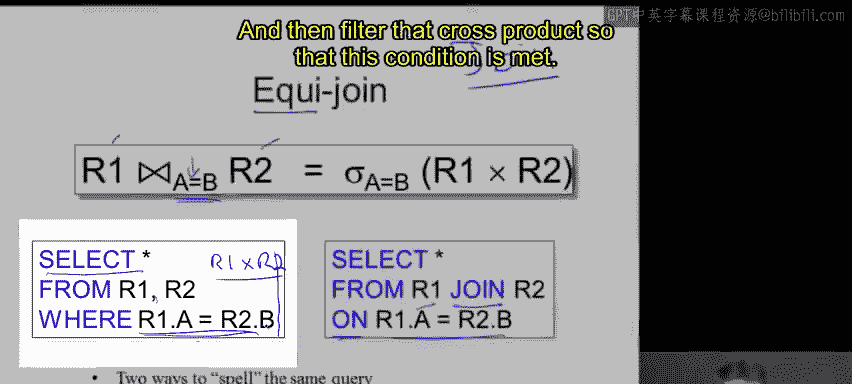 And then filter that cross product so
that this condition is met.
GPT中英字幕课程资源@bilibili.com
Equi-join
R1 ⋈A=B R2 = σA=B (R1 × R2)
SELECT * R1 × R2
FROM R1, R2
WHERE R1.A = R2.B
SELECT *
FROM R1 JOIN R2
ON R1.A = R2.B
• Two ways to “spell” the same query